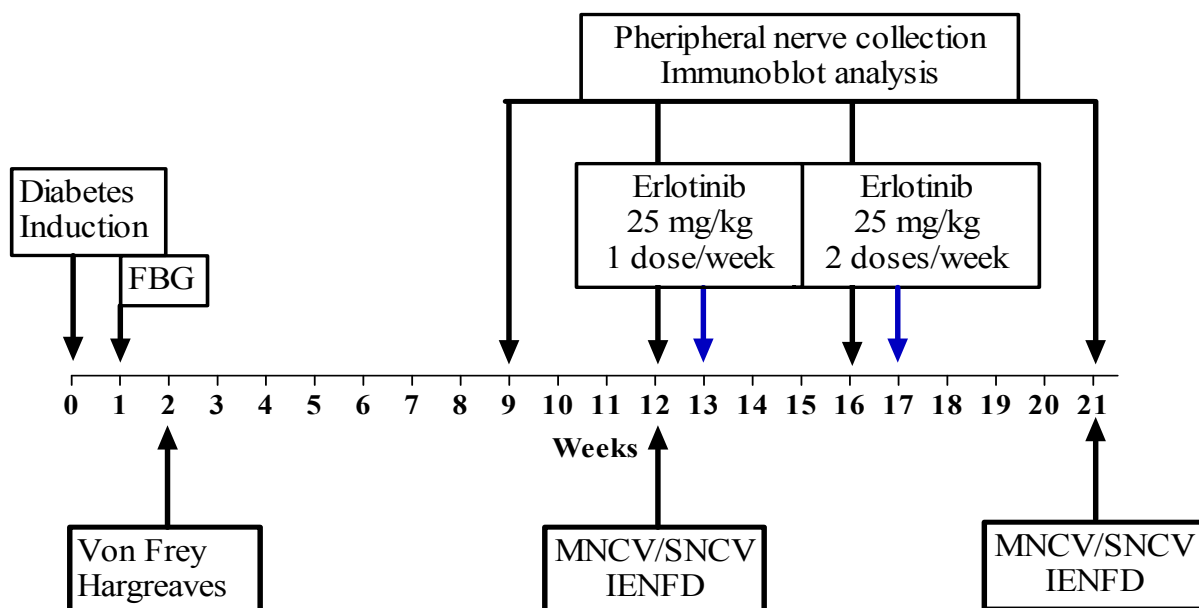 Pheripheral nerve collection
Immunoblot analysis
Diabetes
Induction
FBG
Erlotinib
25 mg/kg
1 dose/week
Erlotinib
25 mg/kg
2 doses/week
0 1 2 3 4 5 6 7 8 9 10 11 12 13 14 15 16 17 18 19 20 21
Weeks
Von Frey
Hargreaves
MNCV/SNCV
IENFD
MNCV/SNCV
IENFD